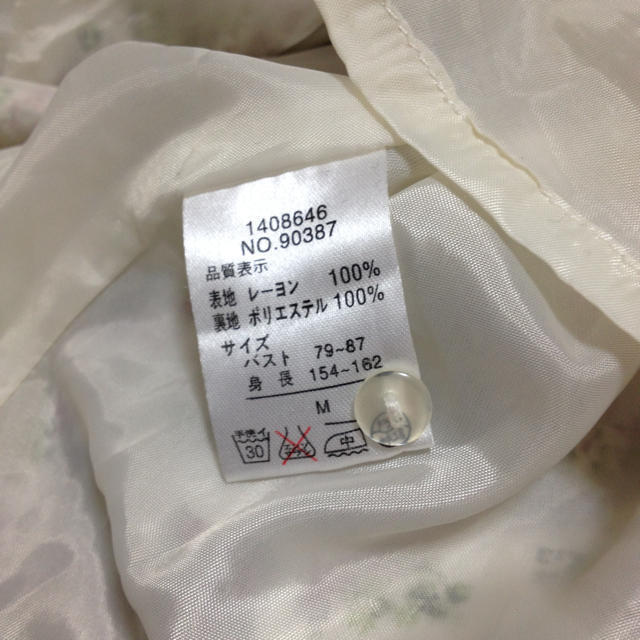 1408646
NO.90387
品質表示
表地 レーヨン 100%
裏地 ポリエステル 100%
サイズ
バスト 79~87
身長 154~162
M
手洗イ 30 中